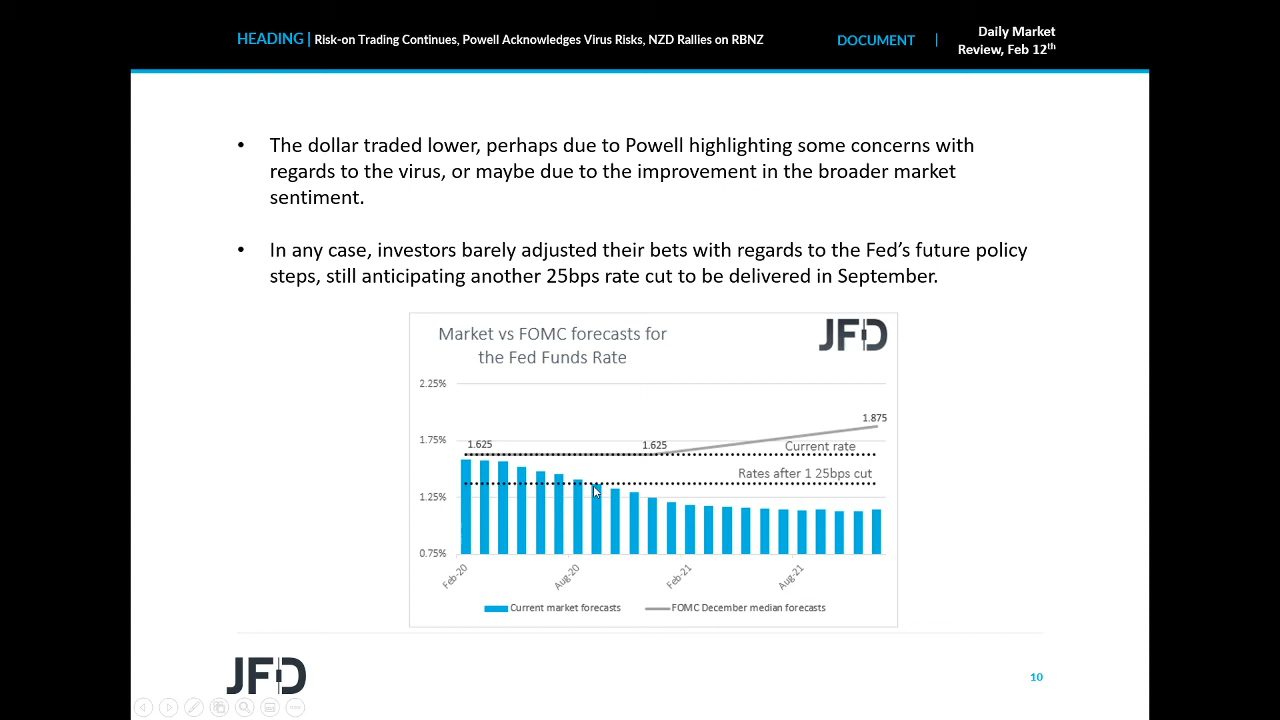 HEADING | Risk-on Trading Continues, Powell Acknowledges Virus Risks, NZD Rallies on RBNZ
DOCUMENT |
Daily Market
Review, Feb 12th
• The dollar traded lower, perhaps due to Powell highlighting some concerns with
regards to the virus, or maybe due to the improvement in the broader market
sentiment.
• In any case, investors barely adjusted their bets with regards to the Fed’s future policy
steps, still anticipating another 25bps rate cut to be delivered in September.
Market vs FOMC forecasts for
the Fed Funds Rate
JFD
2.25%
1.875
1.75%
1.625
1.625
Current rate
Rates after 1 25bps cut
1.25%
0.75%
Feb-20
Aug-20
Feb-21
Aug-21
Current market forecasts
FOMC December median forecasts
JFD
10